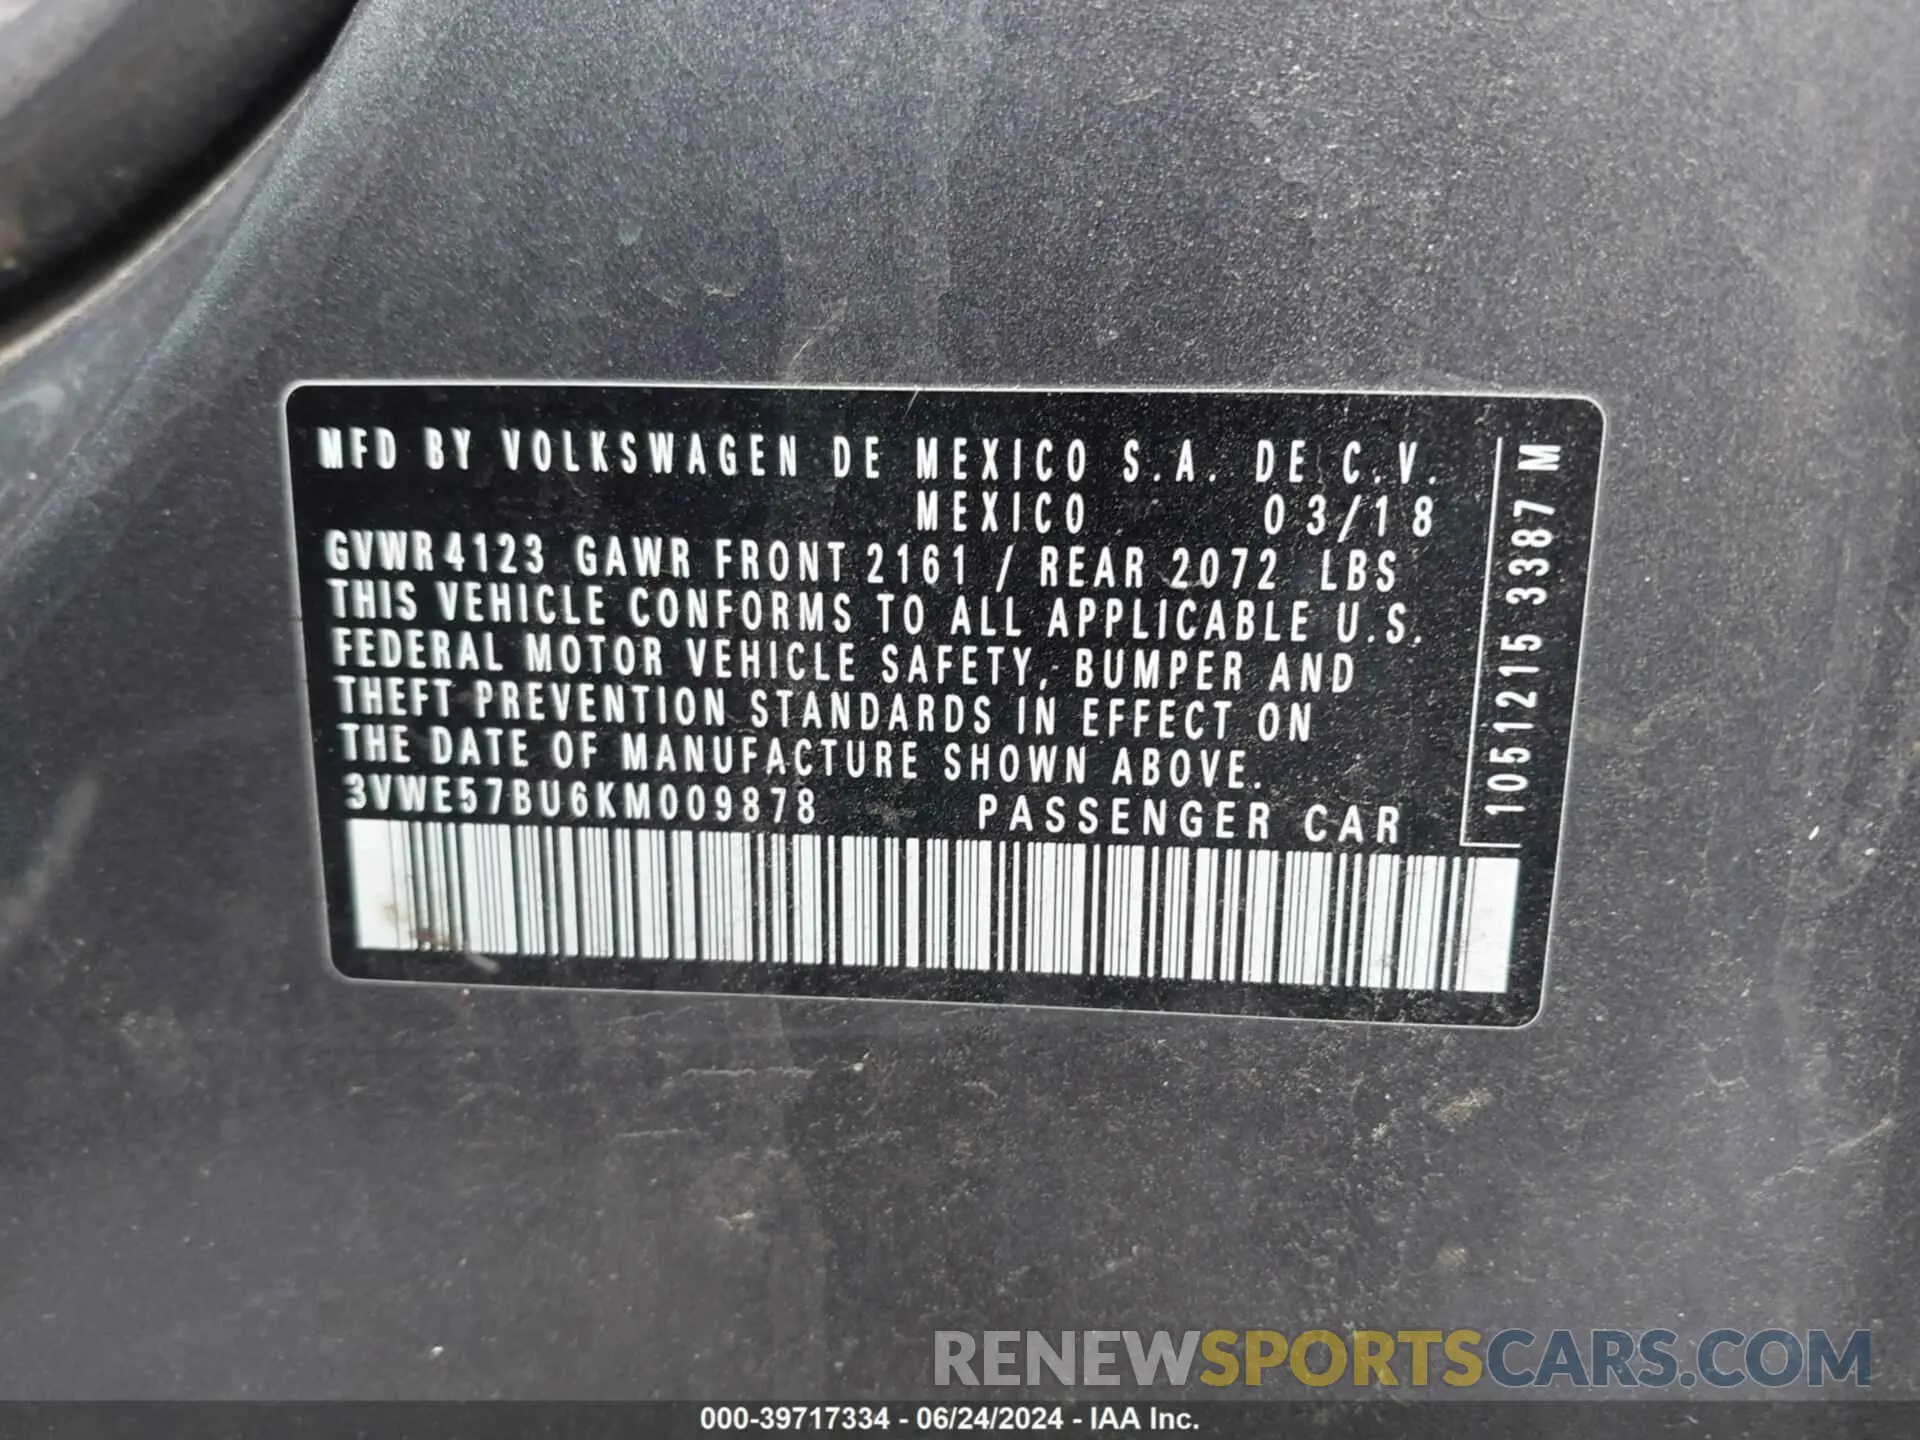 MFD BY VOLKSWAGEN DE MEXICO S.A. DE C.V.
MEXICO 03/18
GVWR 4123 GAWR FRONT 2161 / REAR 2072 LBS
THIS VEHICLE CONFORMS TO ALL APPLICABLE U.S.
FEDERAL MOTOR VEHICLE SAFETY, BUMPER AND
THEFT PREVENTION STANDARDS IN EFFECT ON
THE DATE OF MANUFACTURE SHOWN ABOVE.
3VWE57BU6KM009878 PASSENGER CAR
1051215 3387 M
RENEWSPORTSCARS.COM
000-39717334 - 06/24/2024 - IAA Inc.